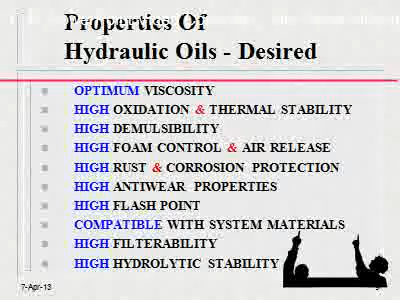 Properties Of
Hydraulic Oils - Desired
OPTIMUM VISCOSITY
HIGH OXIDATION & THERMAL STABILITY
HIGH DEMULSIBILITY
HIGH FOAM CONTROL & AIR RELEASE
HIGH RUST & CORROSION PROTECTION
HIGH ANTIWEAR PROPERTIES
HIGH FLASH POINT
COMPATIBLE WITH SYSTEM MATERIALS
HIGH FILTERABILITY
HIGH HYDROLYTIC STABILITY
7-Apr-13